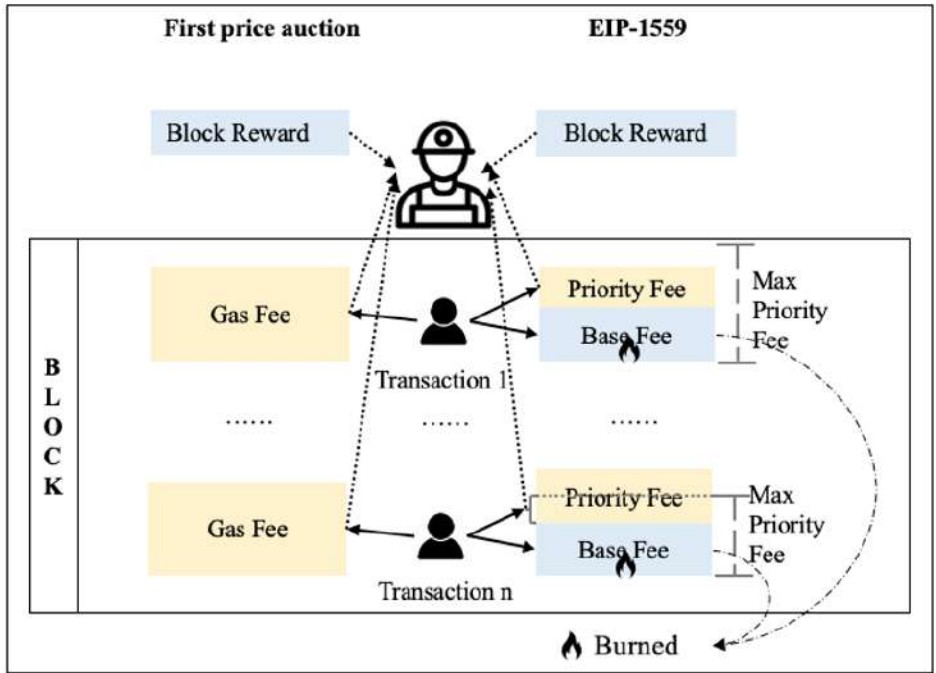 First price auction
EIP-1559
Block Reward
Block Reward
BLOCK
Gas Fee
Transaction 1
Priority Fee
Base Fee
Max
Priority
Fee
......
......
......
Gas Fee
Transaction n
Priority Fee
Base Fee
Max
Priority
Fee
Burned